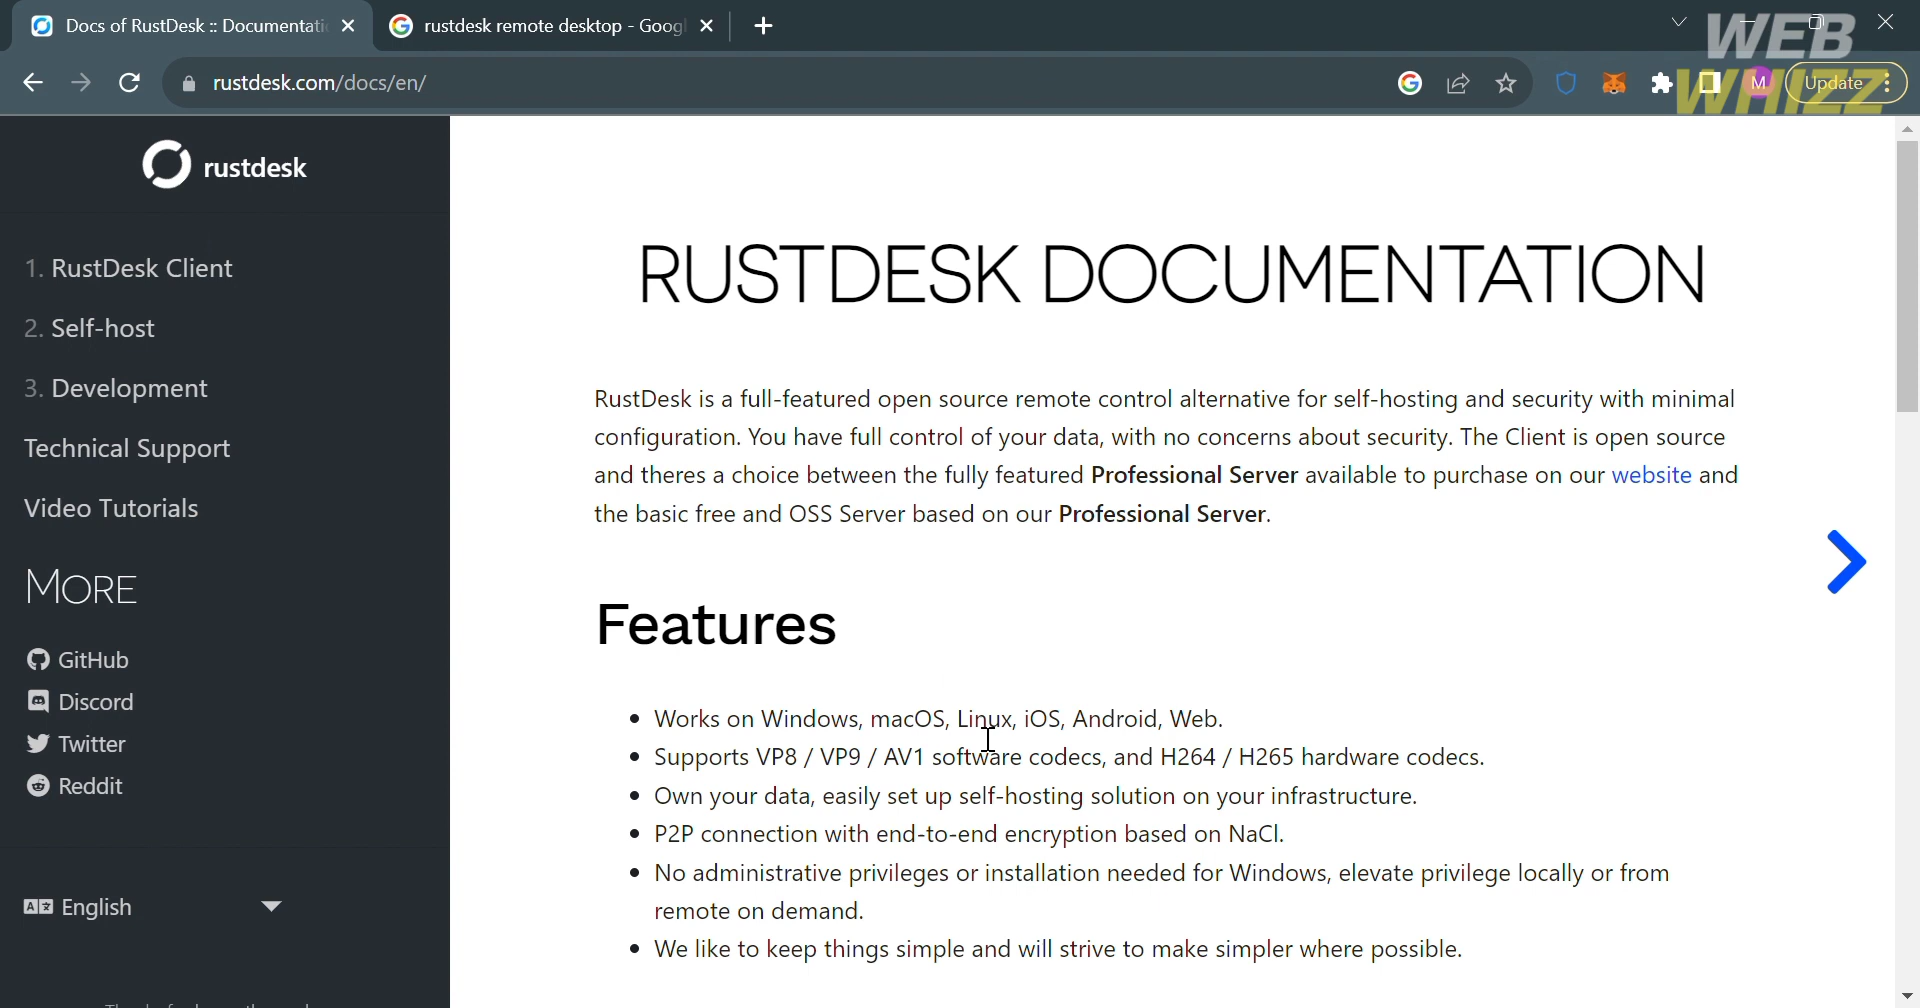 Docs of RustDesk :: Documentati
rustdesk remote desktop - Googl
WEB
WHIZZ
rustdesk.com/docs/en/
M
Update
rustdesk
1. RustDesk Client
2. Self-host
3. Development
Technical Support
Video Tutorials
MORE
GitHub
Discord
Twitter
Reddit
English
RUSTDESK DOCUMENTATION
RustDesk is a full-featured open source remote control alternative for self-hosting and security with minimal
configuration. You have full control of your data, with no concerns about security. The Client is open source
and theres a choice between the fully featured Professional Server available to purchase on our website and
the basic free and OSS Server based on our Professional Server.
Features
• Works on Windows, macOS, Linux, iOS, Android, Web.
• Supports VP8 / VP9 / AV1 software codecs, and H264 / H265 hardware codecs.
• Own your data, easily set up self-hosting solution on your infrastructure.
• P2P connection with end-to-end encryption based on NaCl.
• No administrative privileges or installation needed for Windows, elevate privilege locally or from
remote on demand.
• We like to keep things simple and will strive to make simpler where possible.